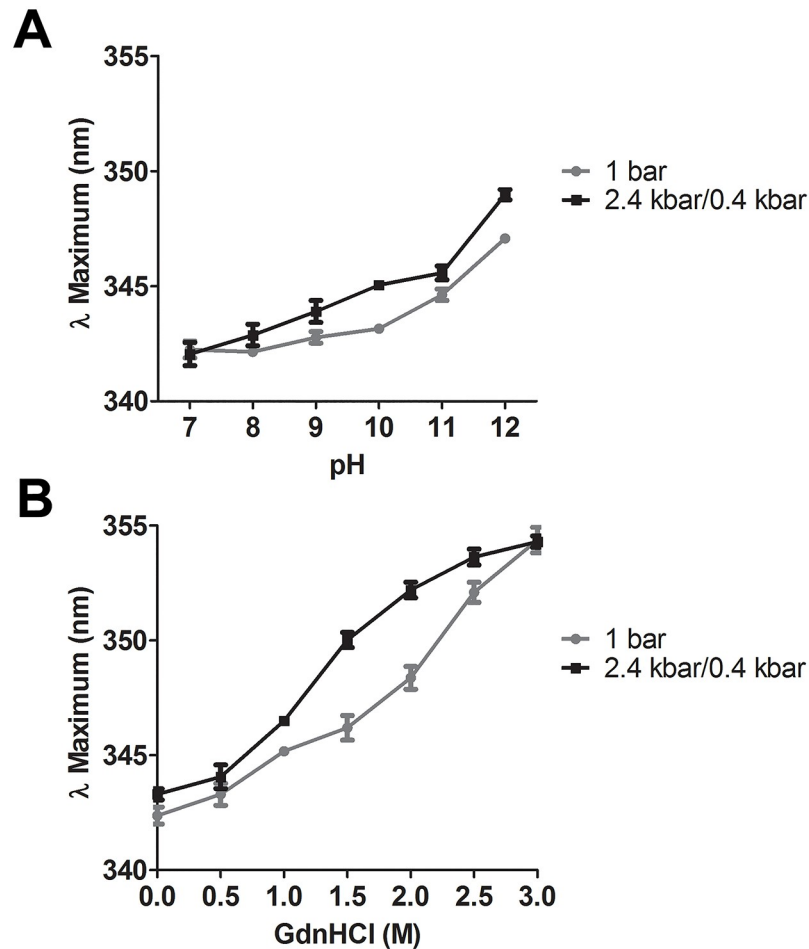 A
355
350
345
340
λ Maximum (nm)
7 8 9 10 11 12
pH
1 bar
2.4 kbar/0.4 kbar
B
355
350
345
340
λ Maximum (nm)
0.0 0.5 1.0 1.5 2.0 2.5 3.0
GdnHCl (M)
1 bar
2.4 kbar/0.4 kbar